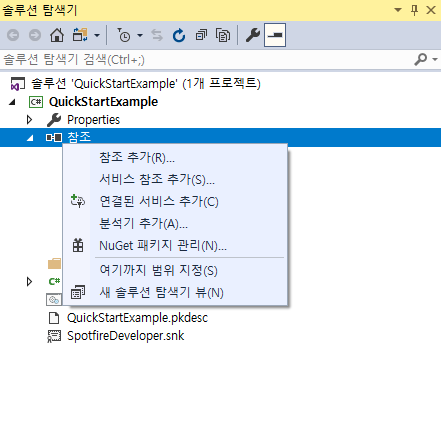 솔루션 탐색기
솔루션 탐색기 검색(Ctrl+;)
솔루션 'QuickStartExample' (1개 프로젝트)
C# QuickStartExample
Properties
참조
참조 추가(R)...
서비스 참조 추가(S)...
연결된 서비스 추가(C)
분석기 추가(A)...
NuGet 패키지 관리(N)...
여기까지 범위 지정(S)
새 솔루션 탐색기 뷰(N)
QuickStartExample.pkdesc
SpotfireDeveloper.snk